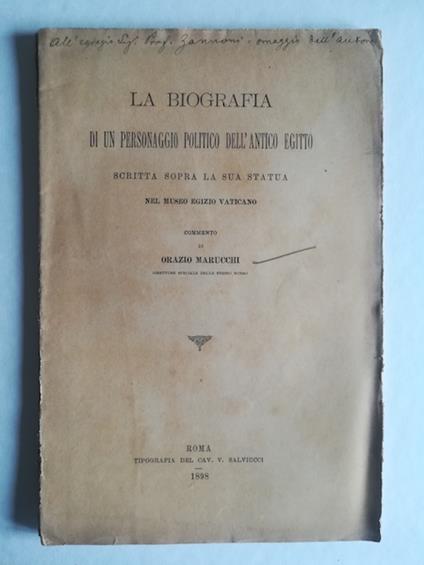 All'egregio Sig. Prof. Zannoni - omaggio dell'autore
LA BIOGRAFIA
DI UN PERSONAGGIO POLITICO DELL'ANTICO EGITTO
SCRITTA SOPRA LA SUA STATUA
NEL MUSEO EGIZIO VATICANO
COMMENTO
DI
ORAZIO MARUCCHI
DIRETTORE SPECIALE DELLO STESSO MUSEO
ROMA
TIPOGRAFIA DEL CAV. V. SALVIUCCI
1898